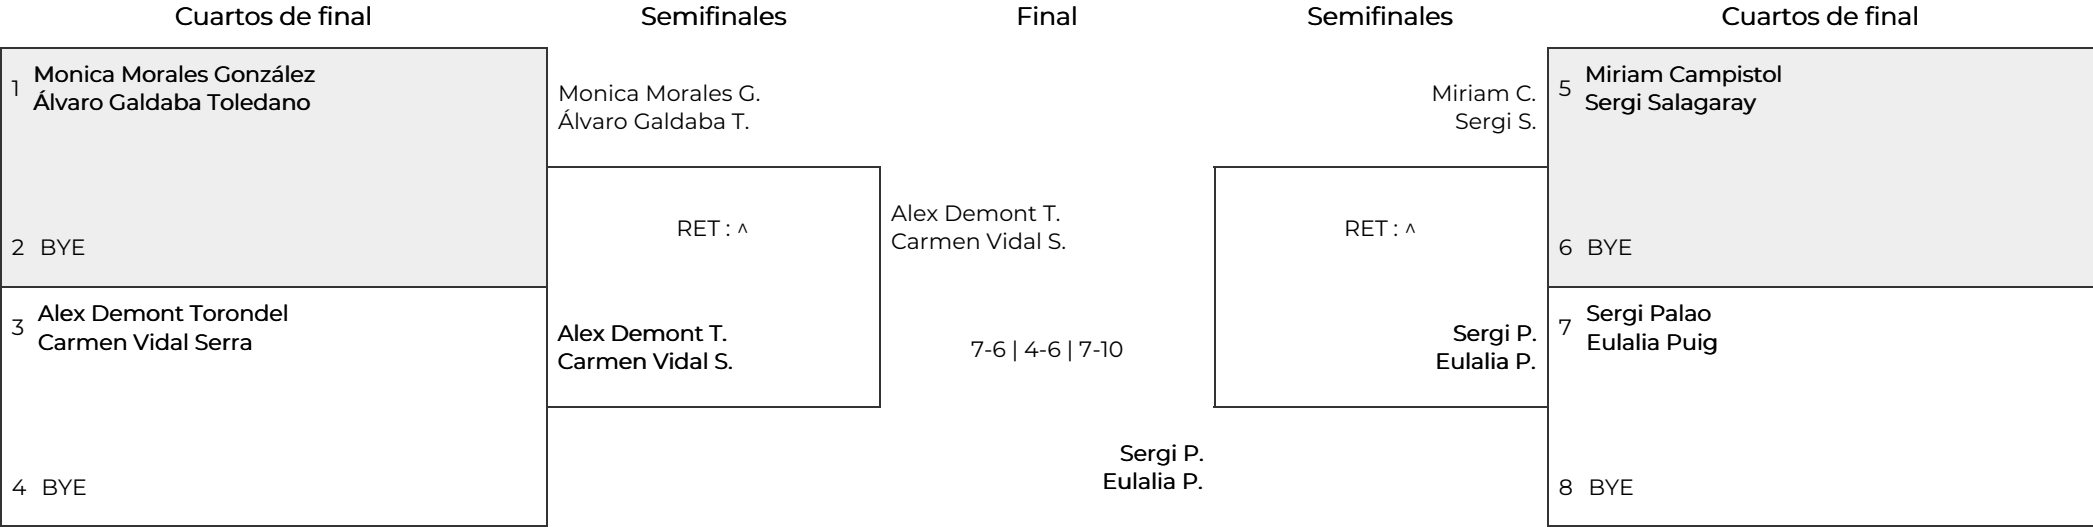 Cuartos de final
Semifinales
Final
Semifinales
Cuartos de final
1
Monica Morales González
Álvaro Galdaba Toledano
2 BYE
3
Alex Demont Torondel
Carmen Vidal Serra
4 BYE
Monica Morales G.
Álvaro Galdaba T.
RET : ^
Alex Demont T.
Carmen Vidal S.
Alex Demont T.
Carmen Vidal S.
7-6 | 4-6 | 7-10
Sergi P.
Eulalia P.
Miriam C.
Sergi S.
RET : ^
Sergi P.
Eulalia P.
5
Miriam Campistol
Sergi Salagaray
6 BYE
7
Sergi Palao
Eulalia Puig
8 BYE